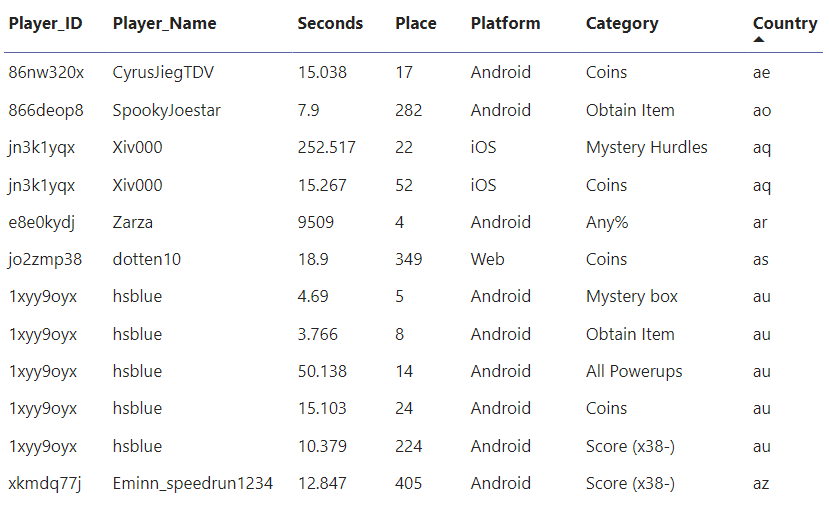 Player_ID Player_Name Seconds Place Platform Category Country
86nw320x CyrusJiegTDV 15.038 17 Android Coins ae
866deop8 SpookyJoestar 7.9 282 Android Obtain Item ao
jn3k1yqx Xiv000 252.517 22 iOS Mystery Hurdles aq
jn3k1yqx Xiv000 15.267 52 iOS Coins aq
e8e0kydj Zarza 9509 4 Android Any% ar
jo2zmp38 dotten10 18.9 349 Web Coins as
1xyy9oyx hsblue 4.69 5 Android Mystery box au
1xyy9oyx hsblue 3.766 8 Android Obtain Item au
1xyy9oyx hsblue 50.138 14 Android All Powerups au
1xyy9oyx hsblue 15.103 24 Android Coins au
1xyy9oyx hsblue 10.379 224 Android Score (x38-) au
xkmdq77j Eminn_speedrun1234 12.847 405 Android Score (x38-) az